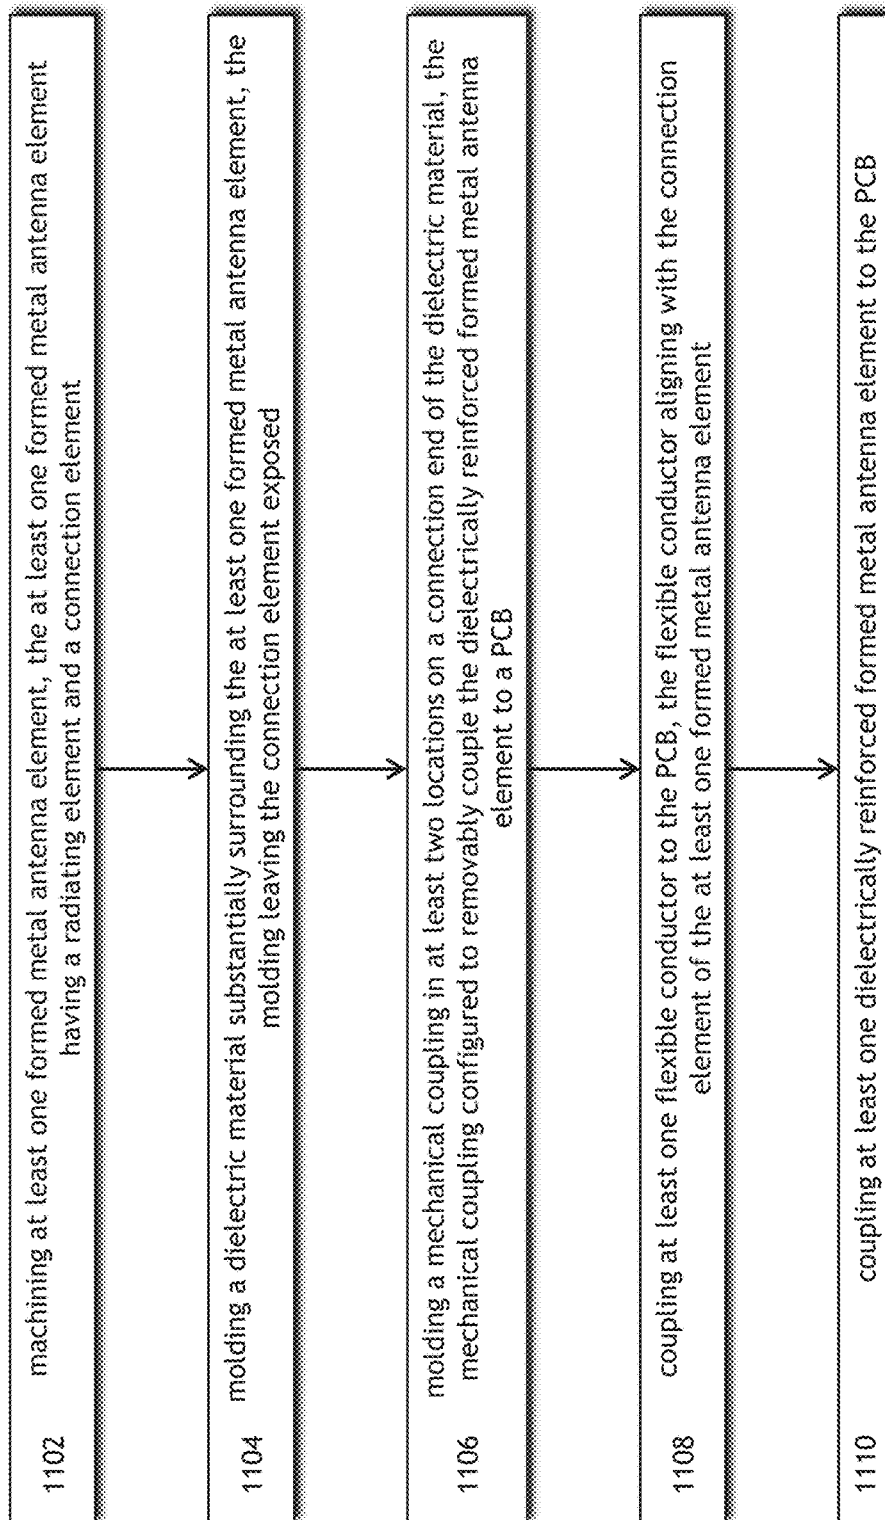 1102
machining at least one formed metal antenna element, the at least one formed metal antenna element
having a radiating element and a connection element
1104
molding a dielectric material substantially surrounding the at least one formed metal antenna element, the
molding leaving the connection element exposed
1106
molding a mechanical coupling in at least two locations on a connection end of the dielectric material, the
mechanical coupling configured to removably couple the dielectrically reinforced formed metal antenna
element to a PCB
1108
coupling at least one flexible conductor to the PCB, the flexible conductor aligning with the connection
element of the at least one formed metal antenna element
1110
coupling at least one dielectrically reinforced formed metal antenna element to the PCB